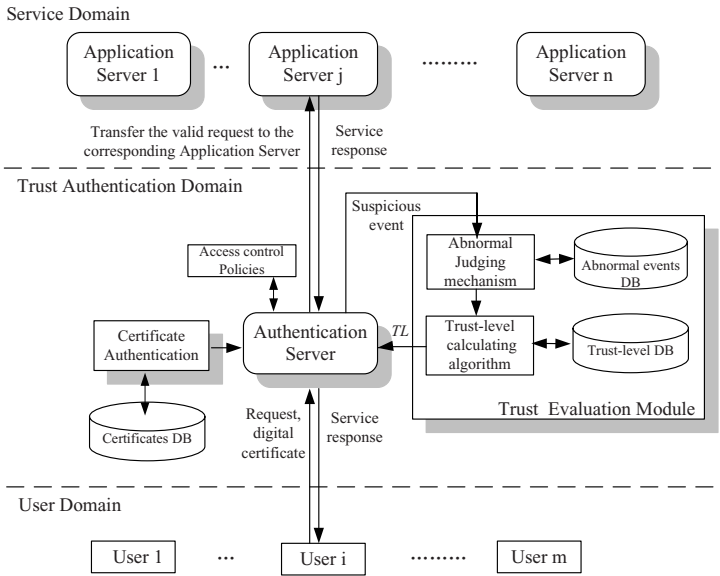 Service Domain
Application
Server 1
...
Application
Server j
.........
Application
Server n
Transfer the valid request to the
corresponding Application Server
Service
response
Trust Authentication Domain
Suspicious
event
Access control
Policies
Abnormal
Judging
mechanism
Abnormal events
DB
Certificate
Authentication
Authentication
Server
TL
Trust-level
calculating
algorithm
Trust-level DB
Certificates DB
Request,
digital
certificate
Service
response
Trust Evaluation Module
User Domain
User 1
...
User i
.........
User m